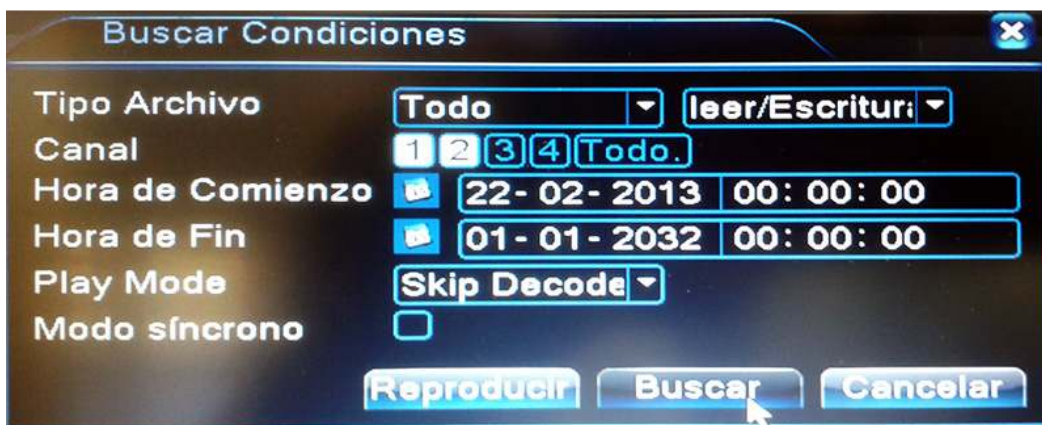 Buscar Condiciones
Tipo Archivo Todo leer/Escritur
Canal 1 2 3 4 Todo.
Hora de Comienzo 22-02-2013 00:00:00
Hora de Fin 01-01-2032 00:00:00
Play Mode Skip Decode
Modo síncrono
Reproducir Buscar Cancelar